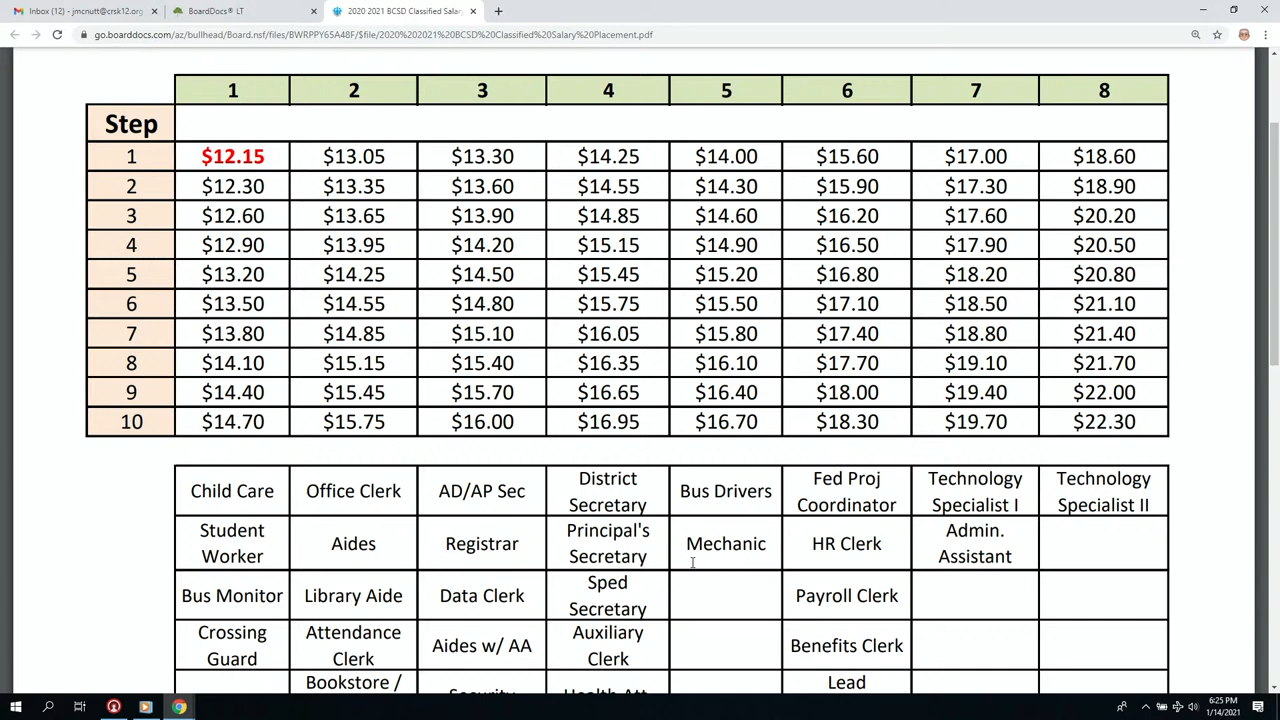 Inbox (12) - jmcnutt@crsk12.org
BoardDocs® LT
2020 2021 BCSD Classified Salar
go.boarddocs.com/az/bullhead/Board.nsf/files/BWRPPY65A48F/$file/2020%202021%20BCSD%20Classified%20Salary%20Placement.pdf
1 2 3 4 5 6 7 8
Step
1 $12.15 $13.05 $13.30 $14.25 $14.00 $15.60 $17.00 $18.60
2 $12.30 $13.35 $13.60 $14.55 $14.30 $15.90 $17.30 $18.90
3 $12.60 $13.65 $13.90 $14.85 $14.60 $16.20 $17.60 $20.20
4 $12.90 $13.95 $14.20 $15.15 $14.90 $16.50 $17.90 $20.50
5 $13.20 $14.25 $14.50 $15.45 $15.20 $16.80 $18.20 $20.80
6 $13.50 $14.55 $14.80 $15.75 $15.50 $17.10 $18.50 $21.10
7 $13.80 $14.85 $15.10 $16.05 $15.80 $17.40 $18.80 $21.40
8 $14.10 $15.15 $15.40 $16.35 $16.10 $17.70 $19.10 $21.70
9 $14.40 $15.45 $15.70 $16.65 $16.40 $18.00 $19.40 $22.00
10 $14.70 $15.75 $16.00 $16.95 $16.70 $18.30 $19.70 $22.30
Child Care
Office Clerk
AD/AP Sec
District
Secretary
Bus Drivers
Fed Proj
Coordinator
Technology
Specialist I
Technology
Specialist II
Student
Worker
Aides
Registrar
Principal's
Secretary
Mechanic
HR Clerk
Admin.
Assistant
Bus Monitor
Library Aide
Data Clerk
Sped
Secretary
Payroll Clerk
Crossing
Guard
Attendance
Clerk
Aides w/ AA
Auxiliary
Clerk
Benefits Clerk
Bookstore /
Security
Health Att
Lead
6:25 PM
1/14/2021